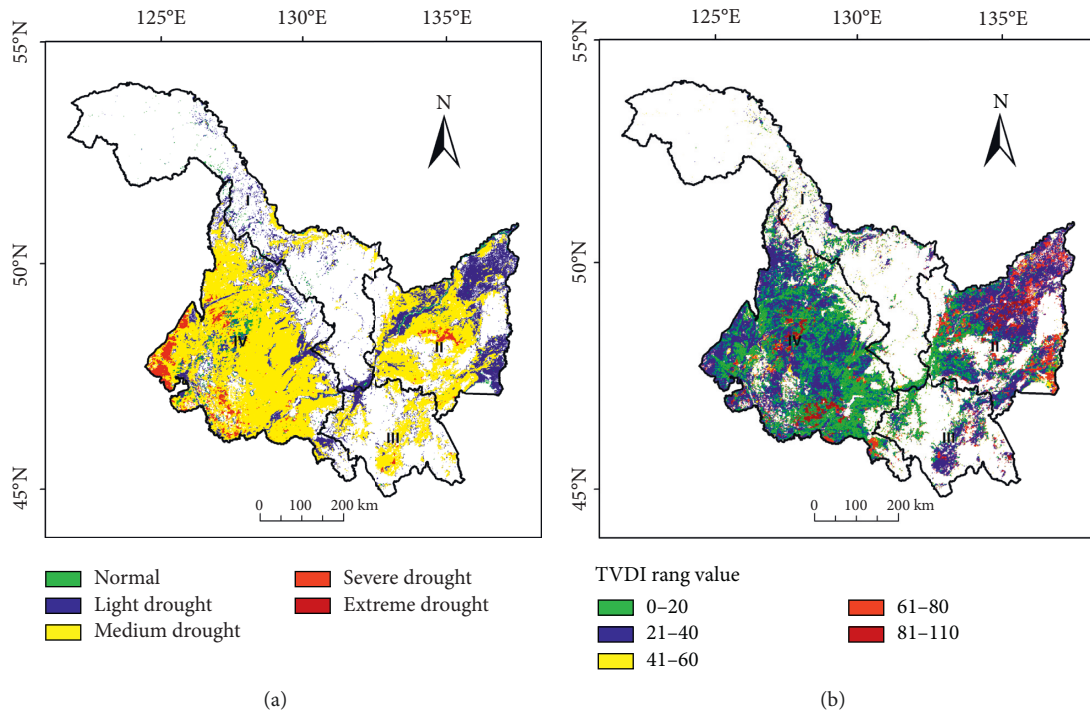 125°E 130°E 135°E
55°N
50°N
45°N
N
I
II
III
IV
0 100 200 km
Normal
Light drought
Medium drought
Severe drought
Extreme drought
(a)
125°E 130°E 135°E
55°N
50°N
45°N
N
I
II
III
IV
0 100 200 km
TVDI rang value
0–20
21–40
41–60
61–80
81–110
(b)